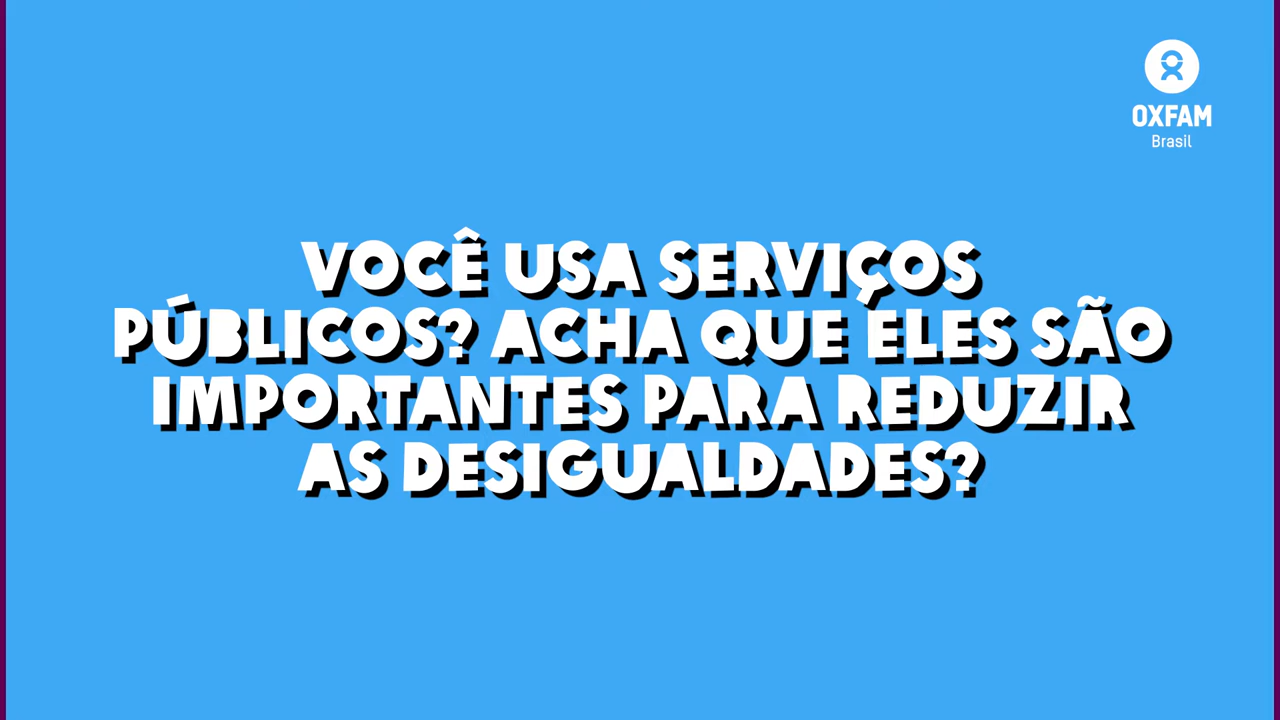 OXFAM
Brasil
VOCÊ USA SERVIÇOS
PÚBLICOS? ACHA QUE ELES SÃO
IMPORTANTES PARA REDUZIR
AS DESIGUALDADES?